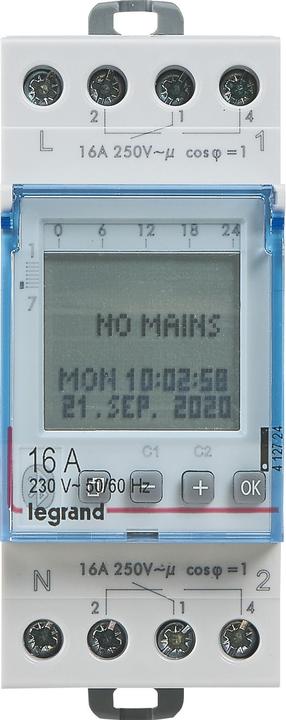 2 1 4
L 1
16A 250V~µ cosφ=1
0 6 12 18 24
1
7
NO MAINS
MON 10:02:58
21.SEP. 2020
C1 C2
16 A
230 V~ 50/60 Hz
- + OK
4 127 24
legrand
N 16A 250V~µ cosφ=1 2
2 1 4